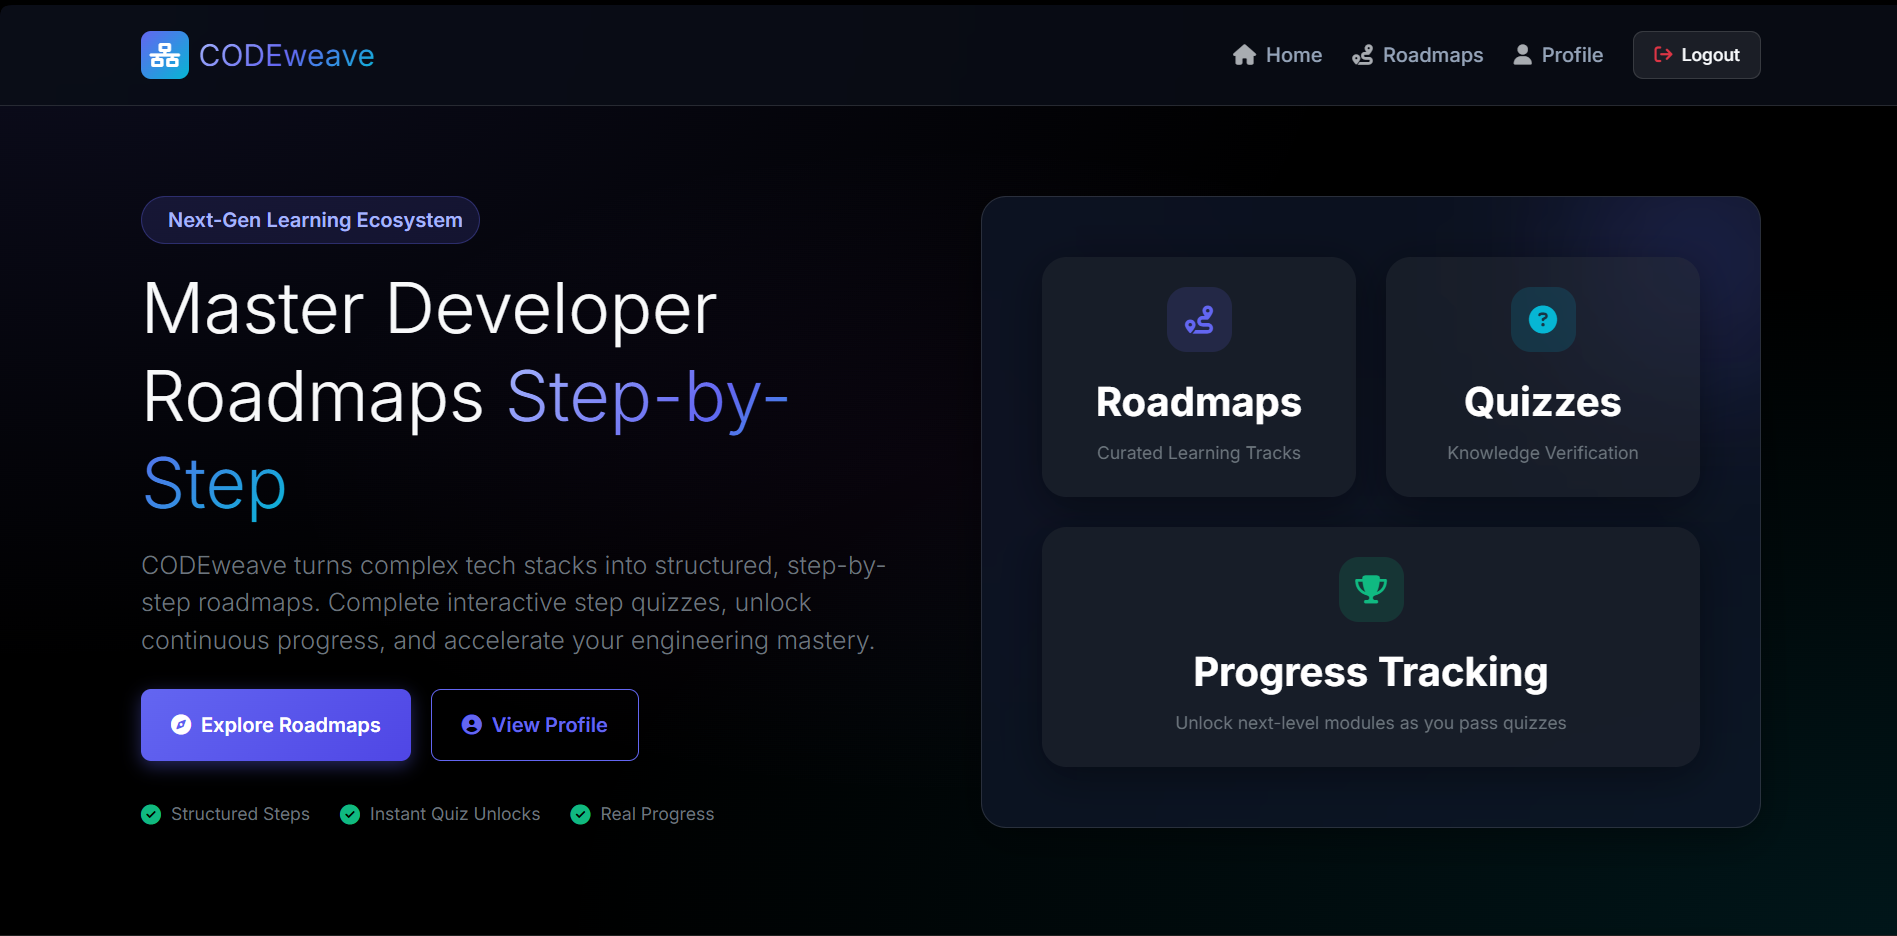 CODEweave
Home
Roadmaps
Profile
Logout
Next-Gen Learning Ecosystem
Master Developer
Roadmaps Step-by-
Step
CODEweave turns complex tech stacks into structured, step-by-
step roadmaps. Complete interactive step quizzes, unlock
continuous progress, and accelerate your engineering mastery.
Explore Roadmaps
View Profile
Structured Steps
Instant Quiz Unlocks
Real Progress
Roadmaps
Curated Learning Tracks
Quizzes
Knowledge Verification
Progress Tracking
Unlock next-level modules as you pass quizzes